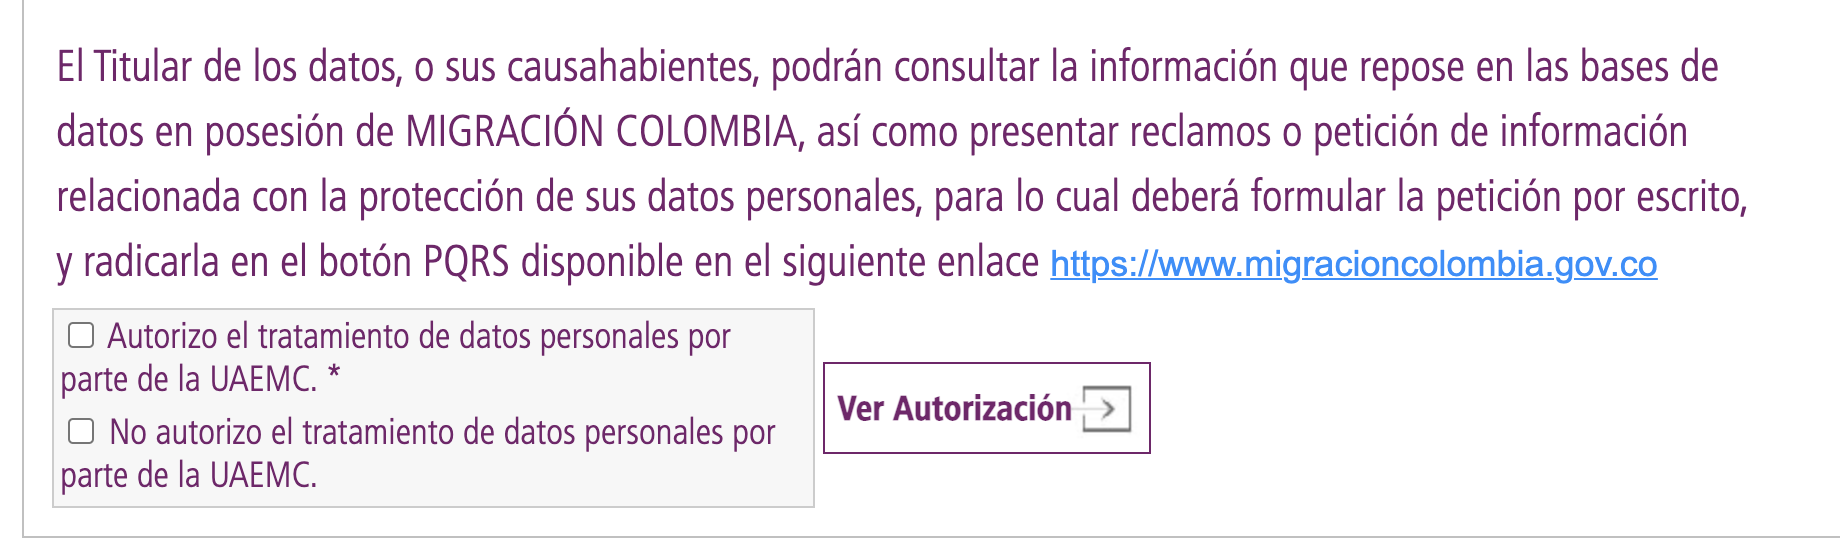 El Titular de los datos, o sus causahabientes, podrán consultar la información que repose en las bases de
datos en posesión de MIGRACIÓN COLOMBIA, así como presentar reclamos o petición de información
relacionada con la protección de sus datos personales, para lo cual deberá formular la petición por escrito,
y radicarla en el botón PQRS disponible en el siguiente enlace https://www.migracioncolombia.gov.co
Autorizo el tratamiento de datos personales por
parte de la UAEMC. *
No autorizo el tratamiento de datos personales por
parte de la UAEMC.
Ver Autorización